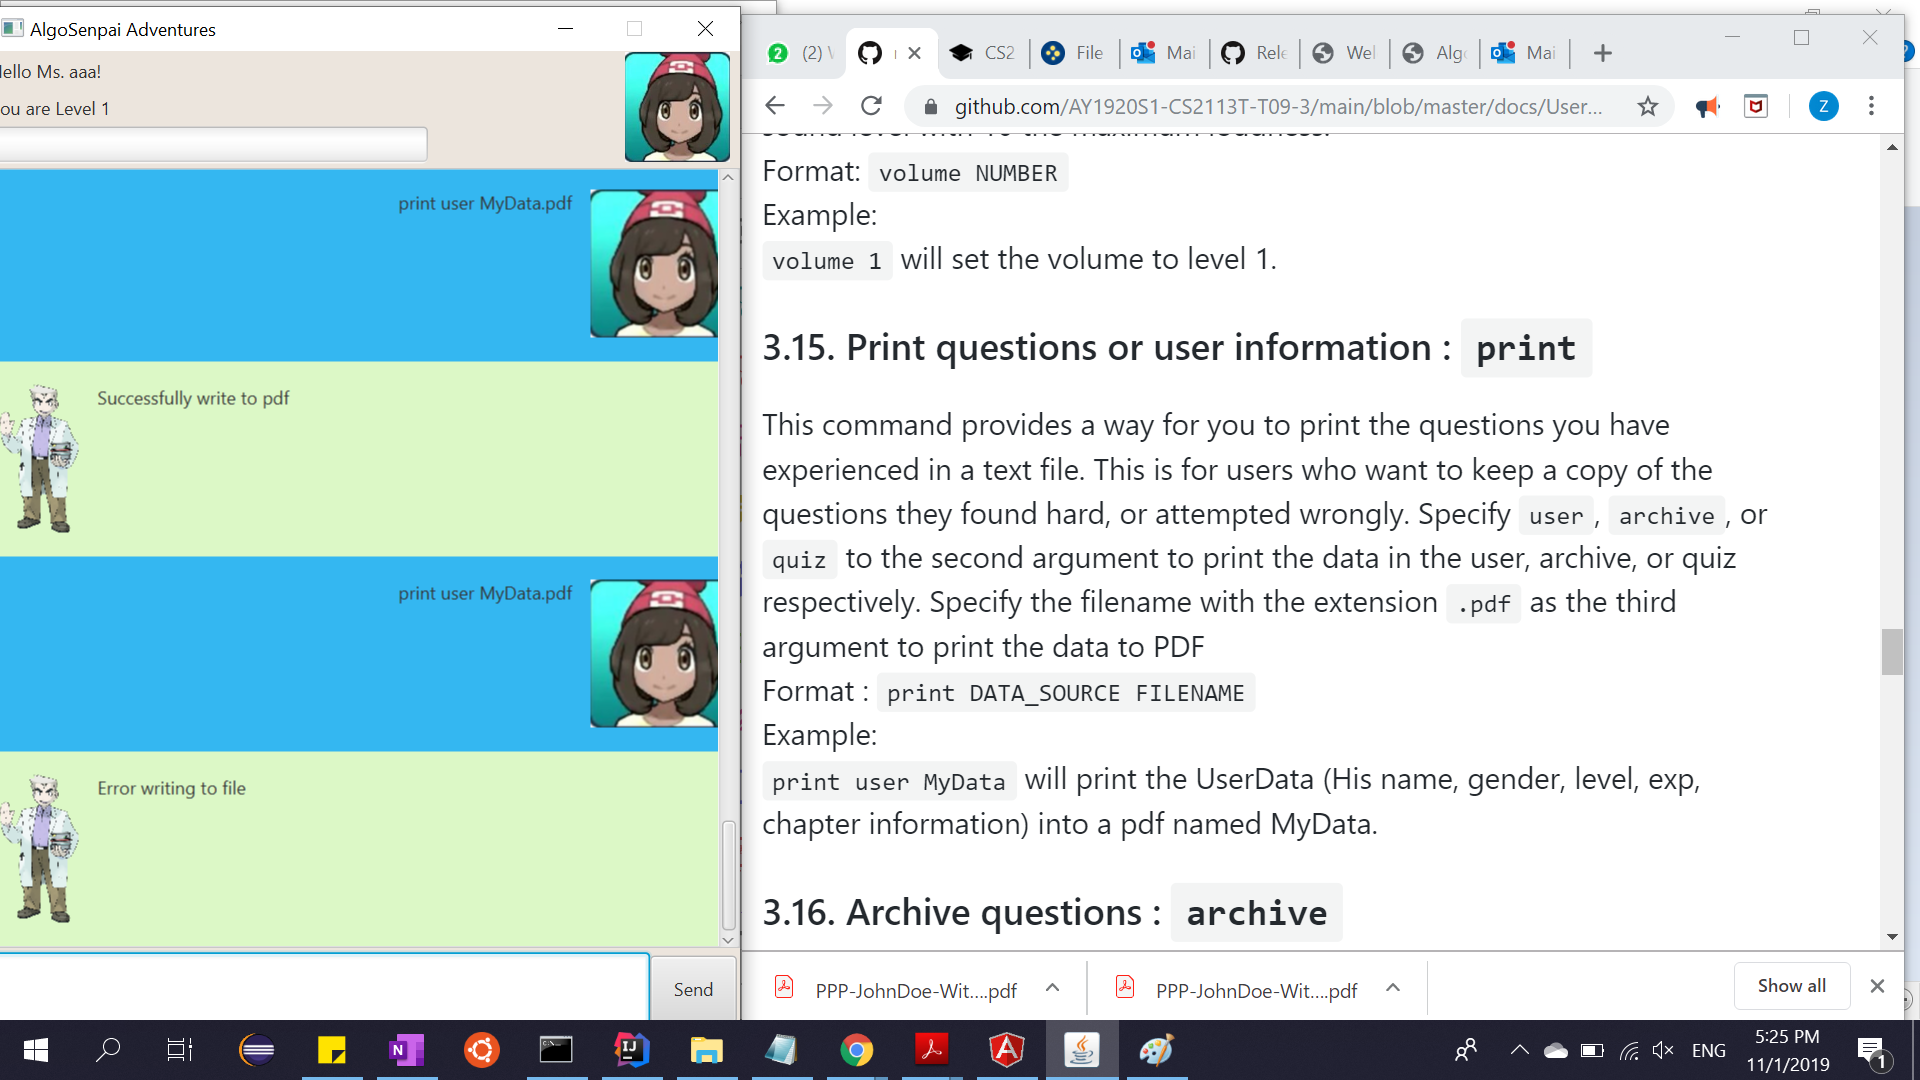 AlgoSenpai Adventures
ello Ms. aaa!
ou are Level 1
print user MyData.pdf
Successfully write to pdf
print user MyData.pdf
Error writing to file
Send
(2)
CS2
File
Mai
Rele
Wel
Alg
Mai
github.com/AY1920S1-CS2113T-T09-3/main/blob/master/docs/User...
Z
Format: volume NUMBER
Example:
volume 1 will set the volume to level 1.
3.15. Print questions or user information : print
This command provides a way for you to print the questions you have
experienced in a text file. This is for users who want to keep a copy of the
questions they found hard, or attempted wrongly. Specify user , archive , or
quiz to the second argument to print the data in the user, archive, or quiz
respectively. Specify the filename with the extension .pdf as the third
argument to print the data to PDF
Format : print DATA_SOURCE FILENAME
Example:
print user MyData will print the UserData (His name, gender, level, exp,
chapter information) into a pdf named MyData.
3.16. Archive questions : archive
PPP-JohnDoe-Wit....pdf
PPP-JohnDoe-Wit....pdf
Show all
ENG
5:25 PM
11/1/2019
1